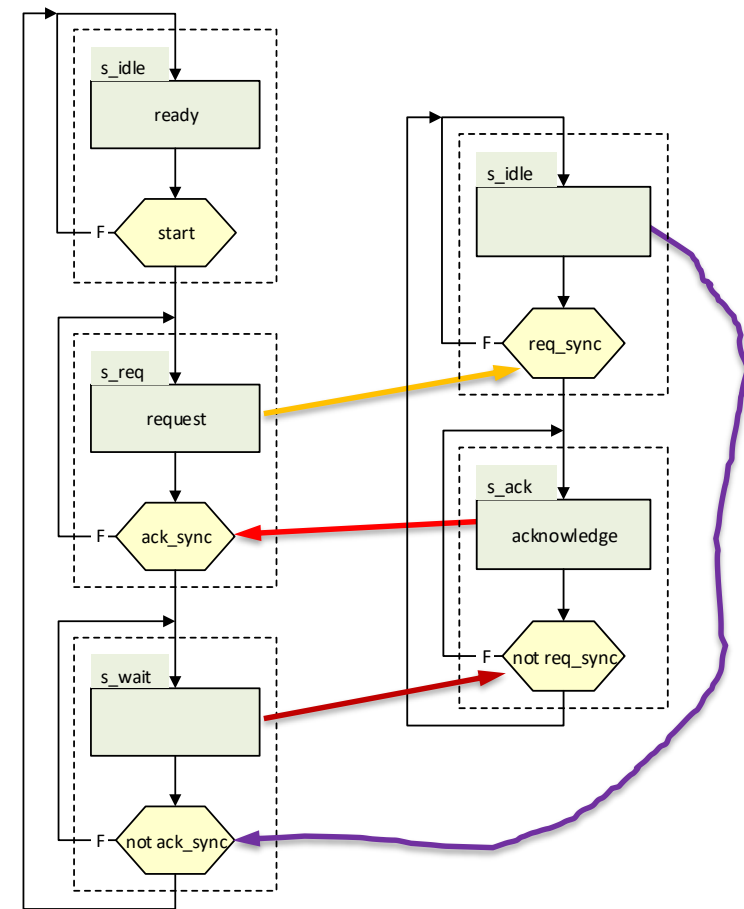 s_idle
ready
F
start
s_req
request
F
ack_sync
s_wait
F
not ack_sync
s_idle
F
req_sync
s_ack
acknowledge
F
not req_sync